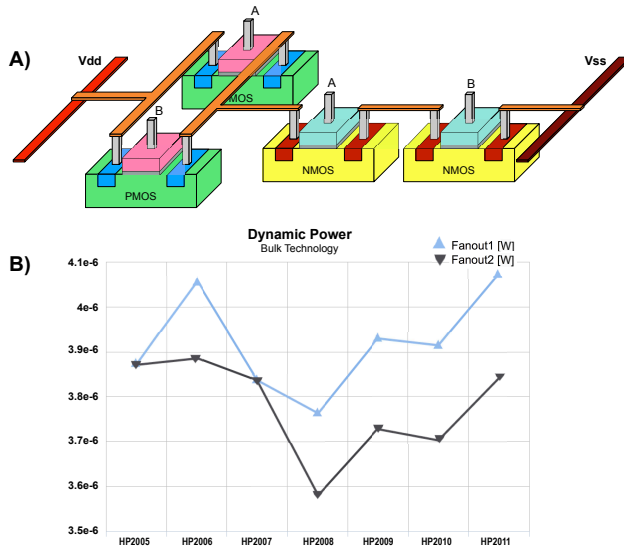 A)
Vdd
A
Vss
MOS
B
A
B
PMOS
NMOS
NMOS
B)
Dynamic Power
Bulk Technology
Fanout1 [W]
Fanout2 [W]
4.1e-6
4e-6
3.9e-6
3.8e-6
3.7e-6
3.6e-6
3.5e-6
HP2005 HP2006 HP2007 HP2008 HP2009 HP2010 HP2011